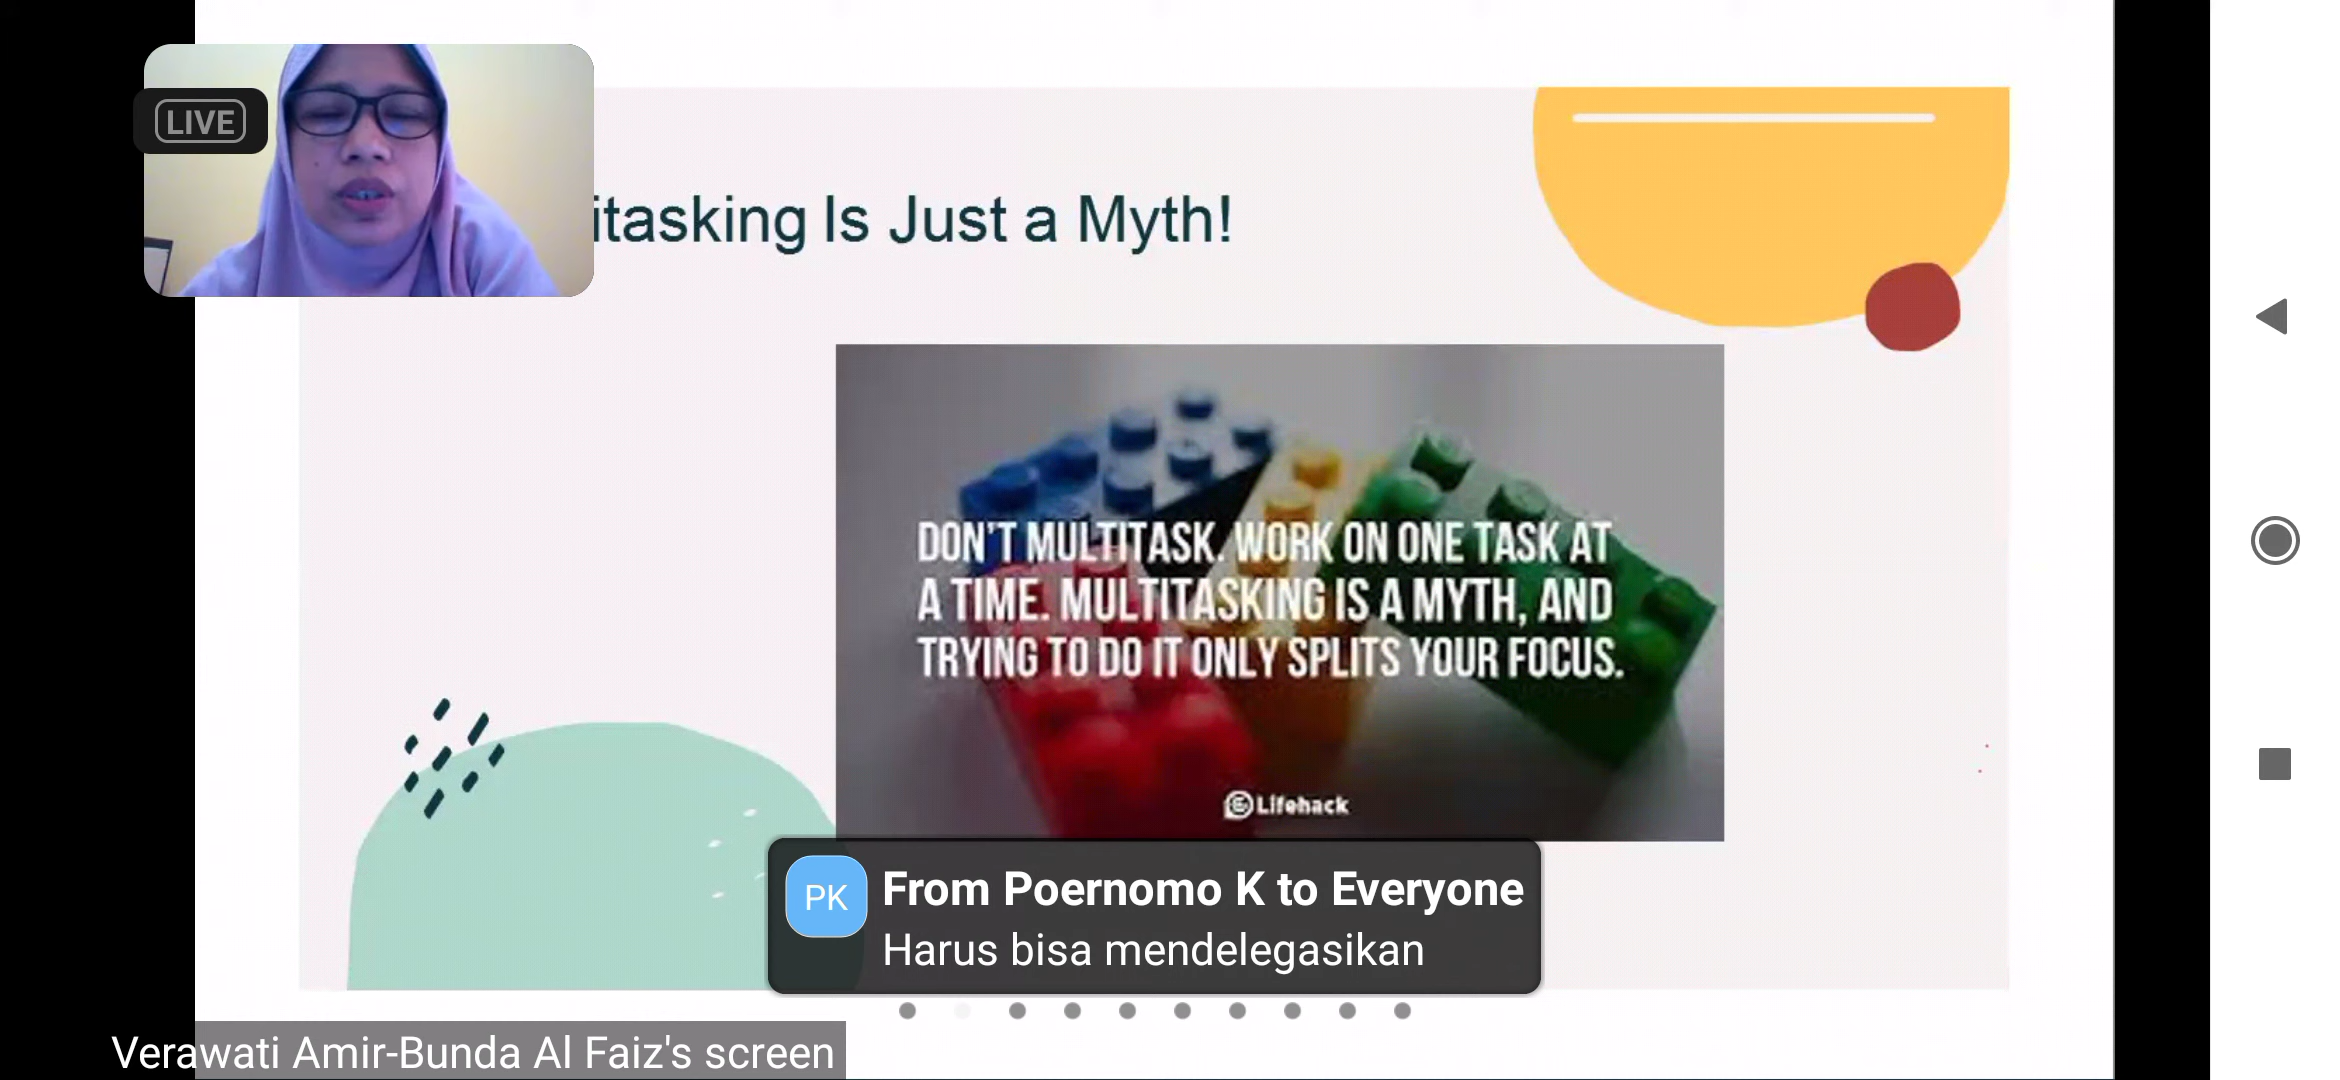 LIVE
itasking Is Just a Myth!
DON'T MULTITASK. WORK ON ONE TASK AT
A TIME. MULTITASKING IS A MYTH, AND
TRYING TO DO IT ONLY SPLITS YOUR FOCUS.
Lifehack
PK
From Poernomo K to Everyone
Harus bisa mendelegasikan
Verawati Amir-Bunda Al Faiz's screen